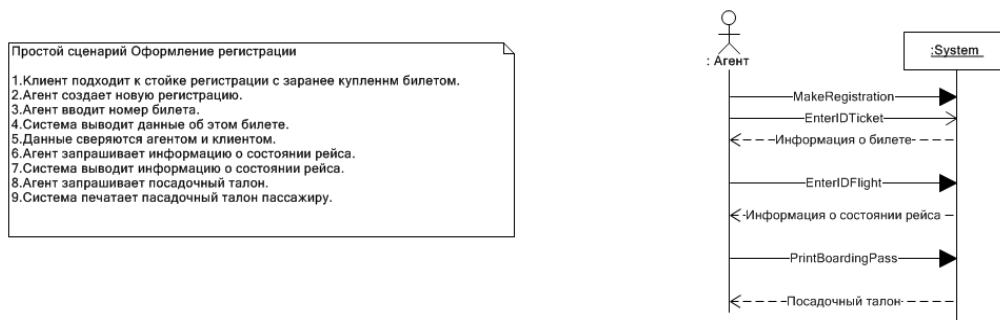 Простой сценарий Оформление регистрации
1.Клиент подходит к стойке регистрации с заранее купленнм билетом.
2.Агент создает новую регистрацию.
3.Агент вводит номер билета.
4.Система выводит данные об этом билете.
5.Данные сверяются агентом и клиентом.
6.Агент запрашивает информацию о состоянии рейса.
7.Система выводит информацию о состоянии рейса.
8.Агент запрашивает посадочный талон.
9.Система печатает пасадочный талон пассажиру.
: Агент
:System
MakeRegistration
EnterIDTicket
Информация о билете
EnterIDFlight
Информация о состоянии рейса
PrintBoardingPass
Посадочный талон